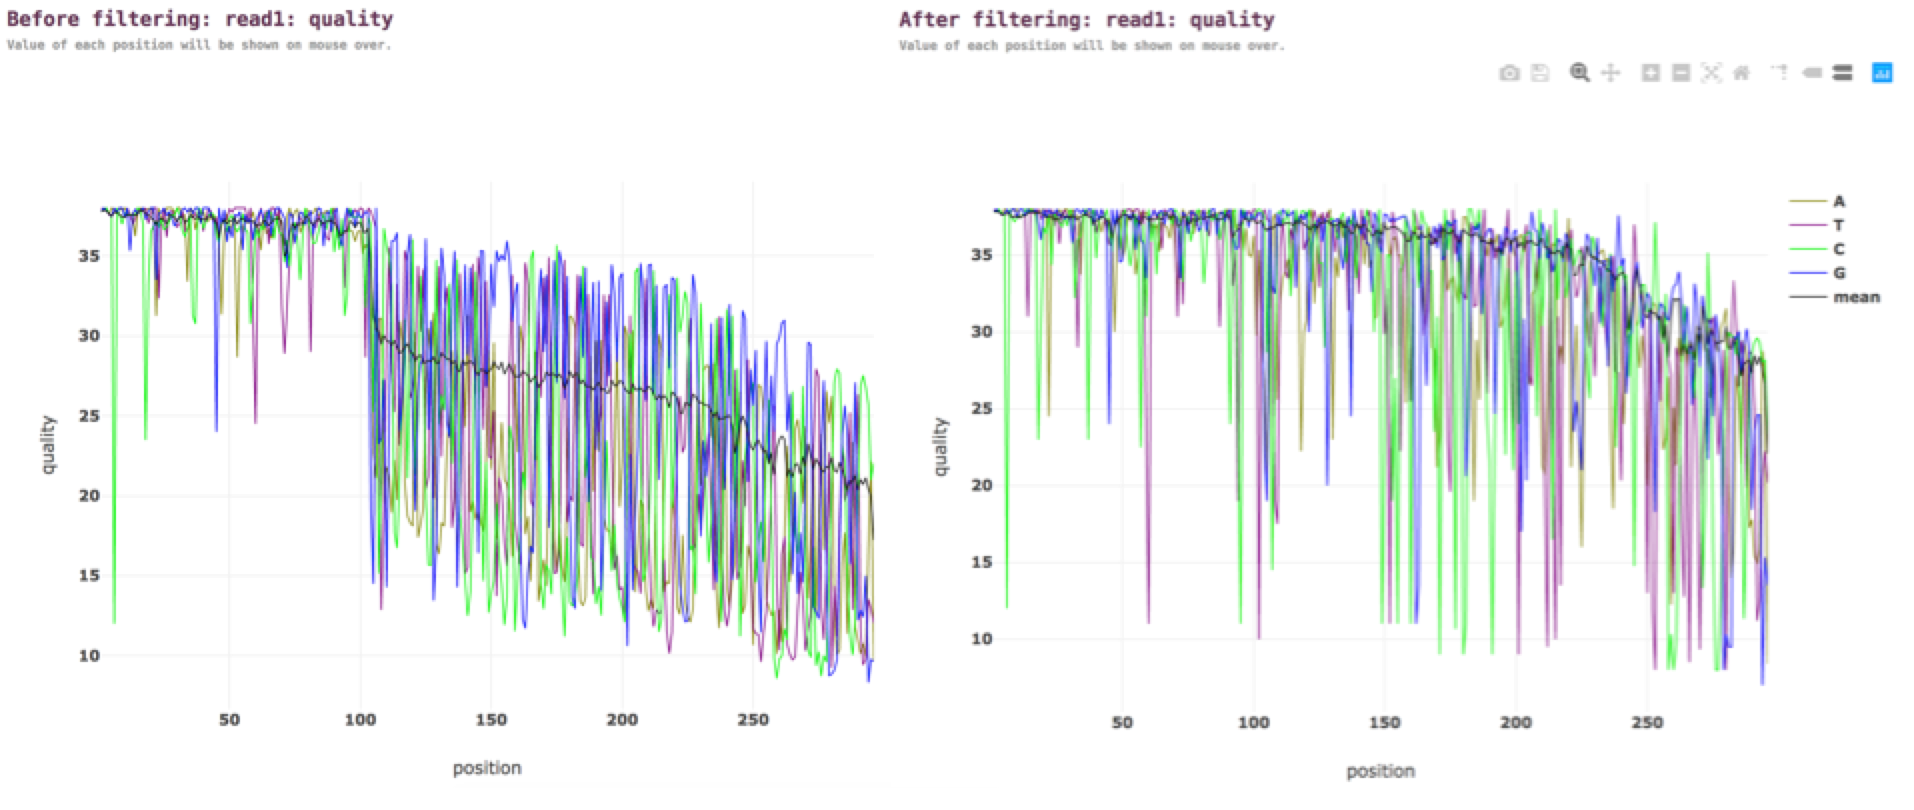 Before filtering: read1: quality
Value of each position will be shown on mouse over.
35
30
25
20
15
10
quality
50 100 150 200 250
position
After filtering: read1: quality
Value of each position will be shown on mouse over.
35
30
25
20
15
10
quality
50 100 150 200 250
position
A
T
C
G
mean